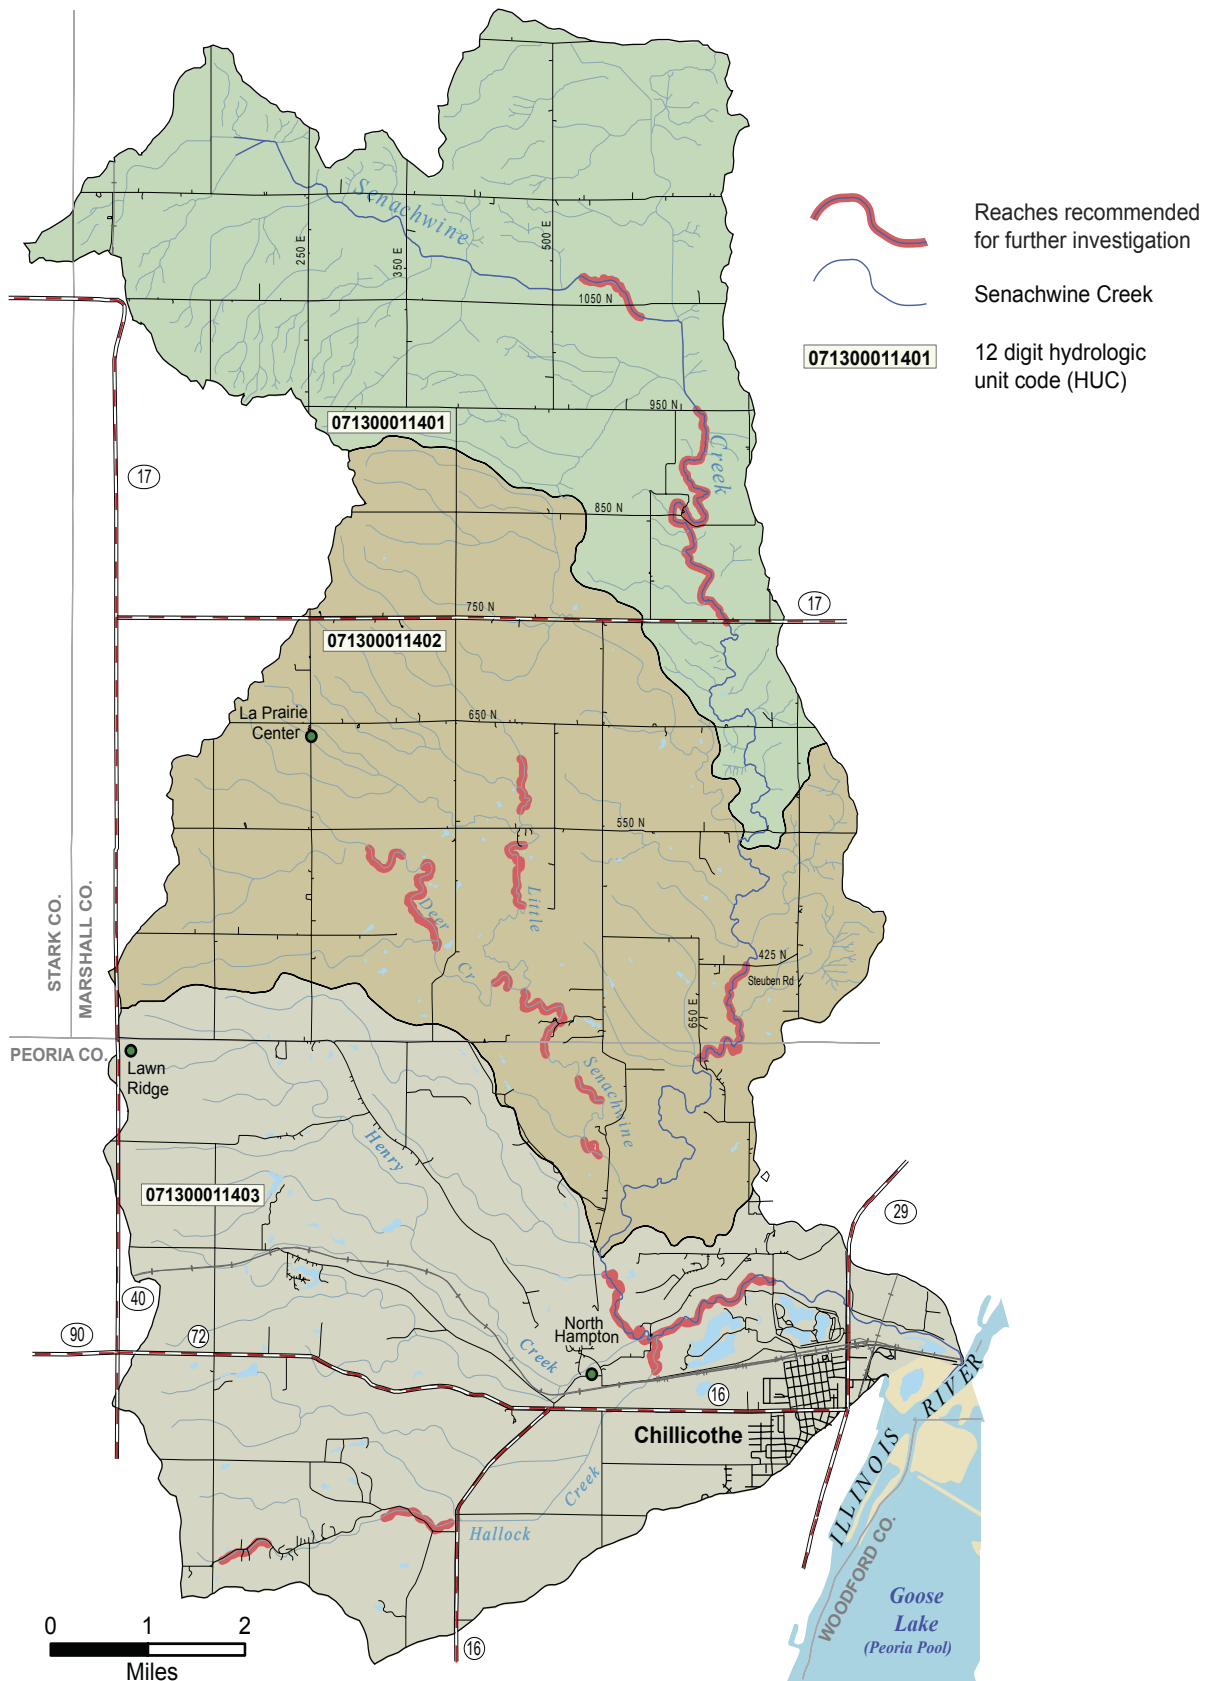 Senachwine
250 E
350 E
500 E
1050 N
Reaches recommended
for further investigation
Senachwine Creek
071300011401
12 digit hydrologic
unit code (HUC)
950 N
071300011401
Creek
17
850 N
750 N
17
071300011402
La Prairie
Center
650 N
550 N
Little
Deer
Cr
STARK CO.
MARSHALL CO.
425 N
Steuben Rd
650 E
PEORIA CO.
Lawn
Ridge
Senachwine
Henry
071300011403
29
40
90
72
North
Hampton
Creek
16
Chillicothe
ILLINOIS RIVER
Creek
Hallock
WOODFORD CO.
Goose
Lake
(Peoria Pool)
0 1 2
Miles
16